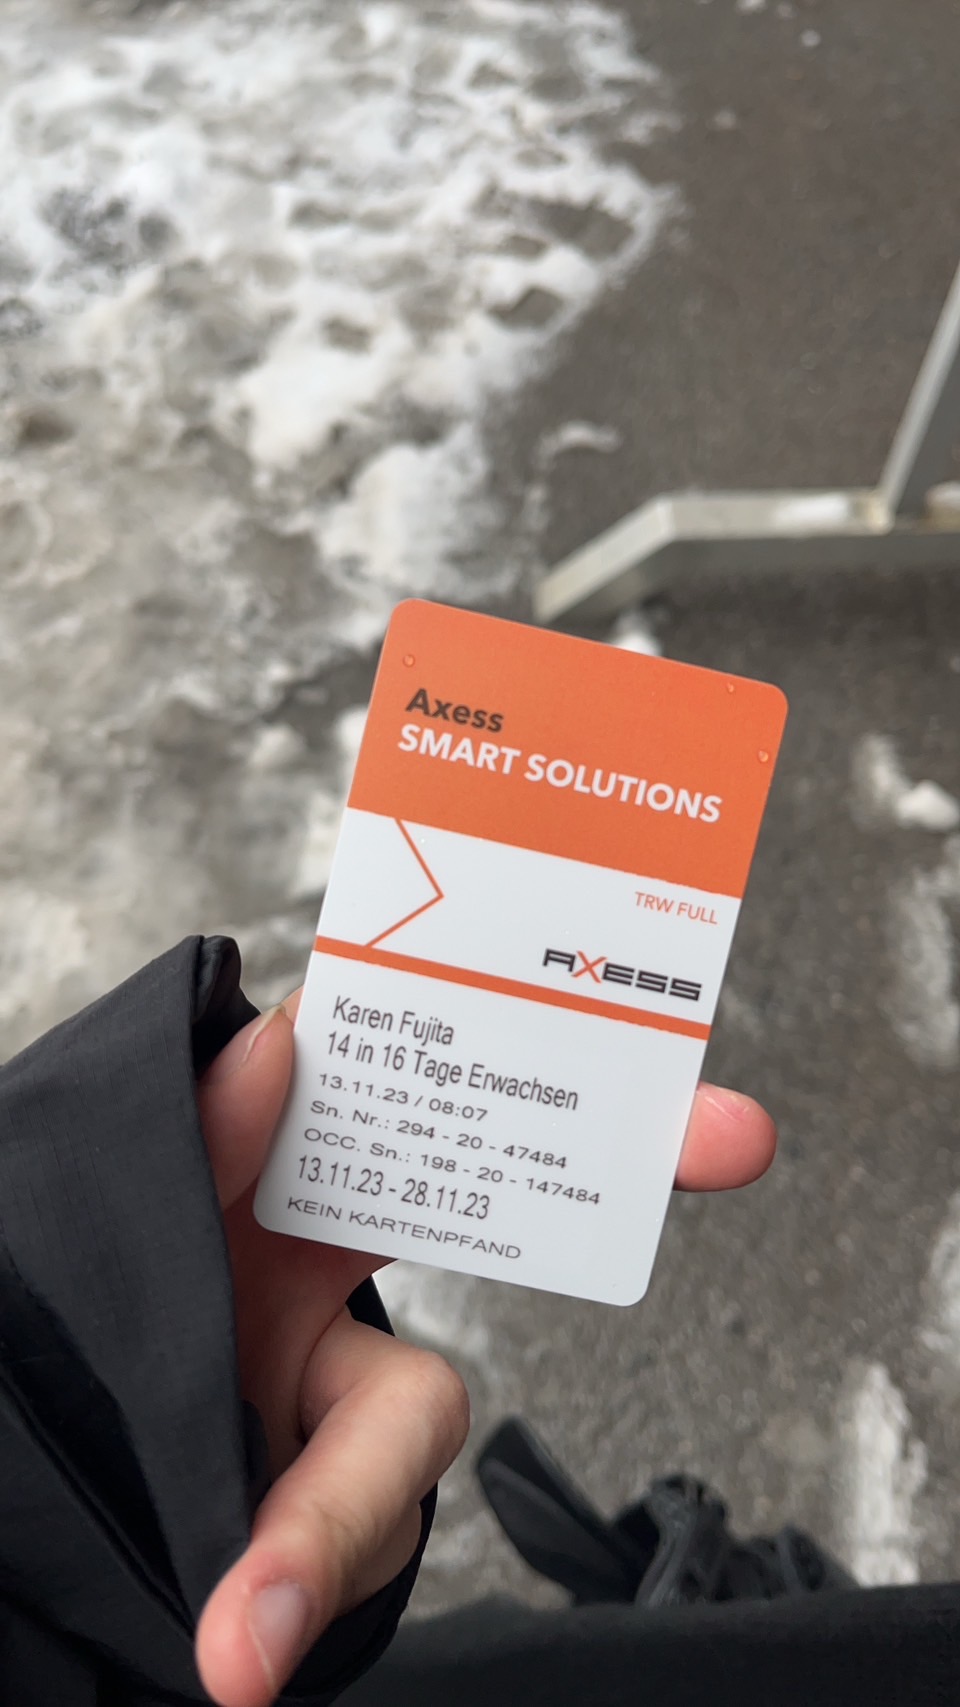 Axess
SMART SOLUTIONS
TRW FULL
AXESS
Karen Fujita
14 in 16 Tage Erwachsen
13.11.23 / 08:07
Sn. Nr.: 294 - 20 - 47484
OCC. Sn.: 198 - 20 - 147484
13.11.23 - 28.11.23
KEIN KARTENPFAND